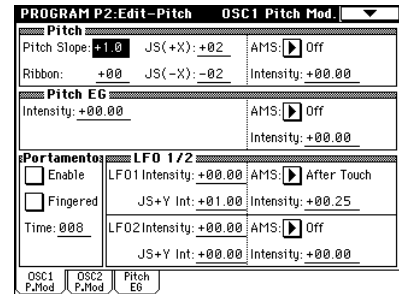 PROGRAM P2:Edit-Pitch OSC1 Pitch Mod.
Pitch
Pitch Slope: +1.0 JS(+X): +02 AMS: Off
Ribbon: +00 JS(-X): -02 Intensity: +00.00
Pitch EG
Intensity: +00.00 AMS: Off
Intensity: +00.00
Portamento LFO 1/2
Enable LFO1 Intensity: +00.00 AMS: After Touch
Fingered JS+Y Int: +01.00 Intensity: +00.25
Time: 008 LFO2 Intensity: +00.00 AMS: Off
JS+Y Int: +00.00 Intensity: +00.00
OSC1 P.Mod OSC2 P.Mod Pitch EG